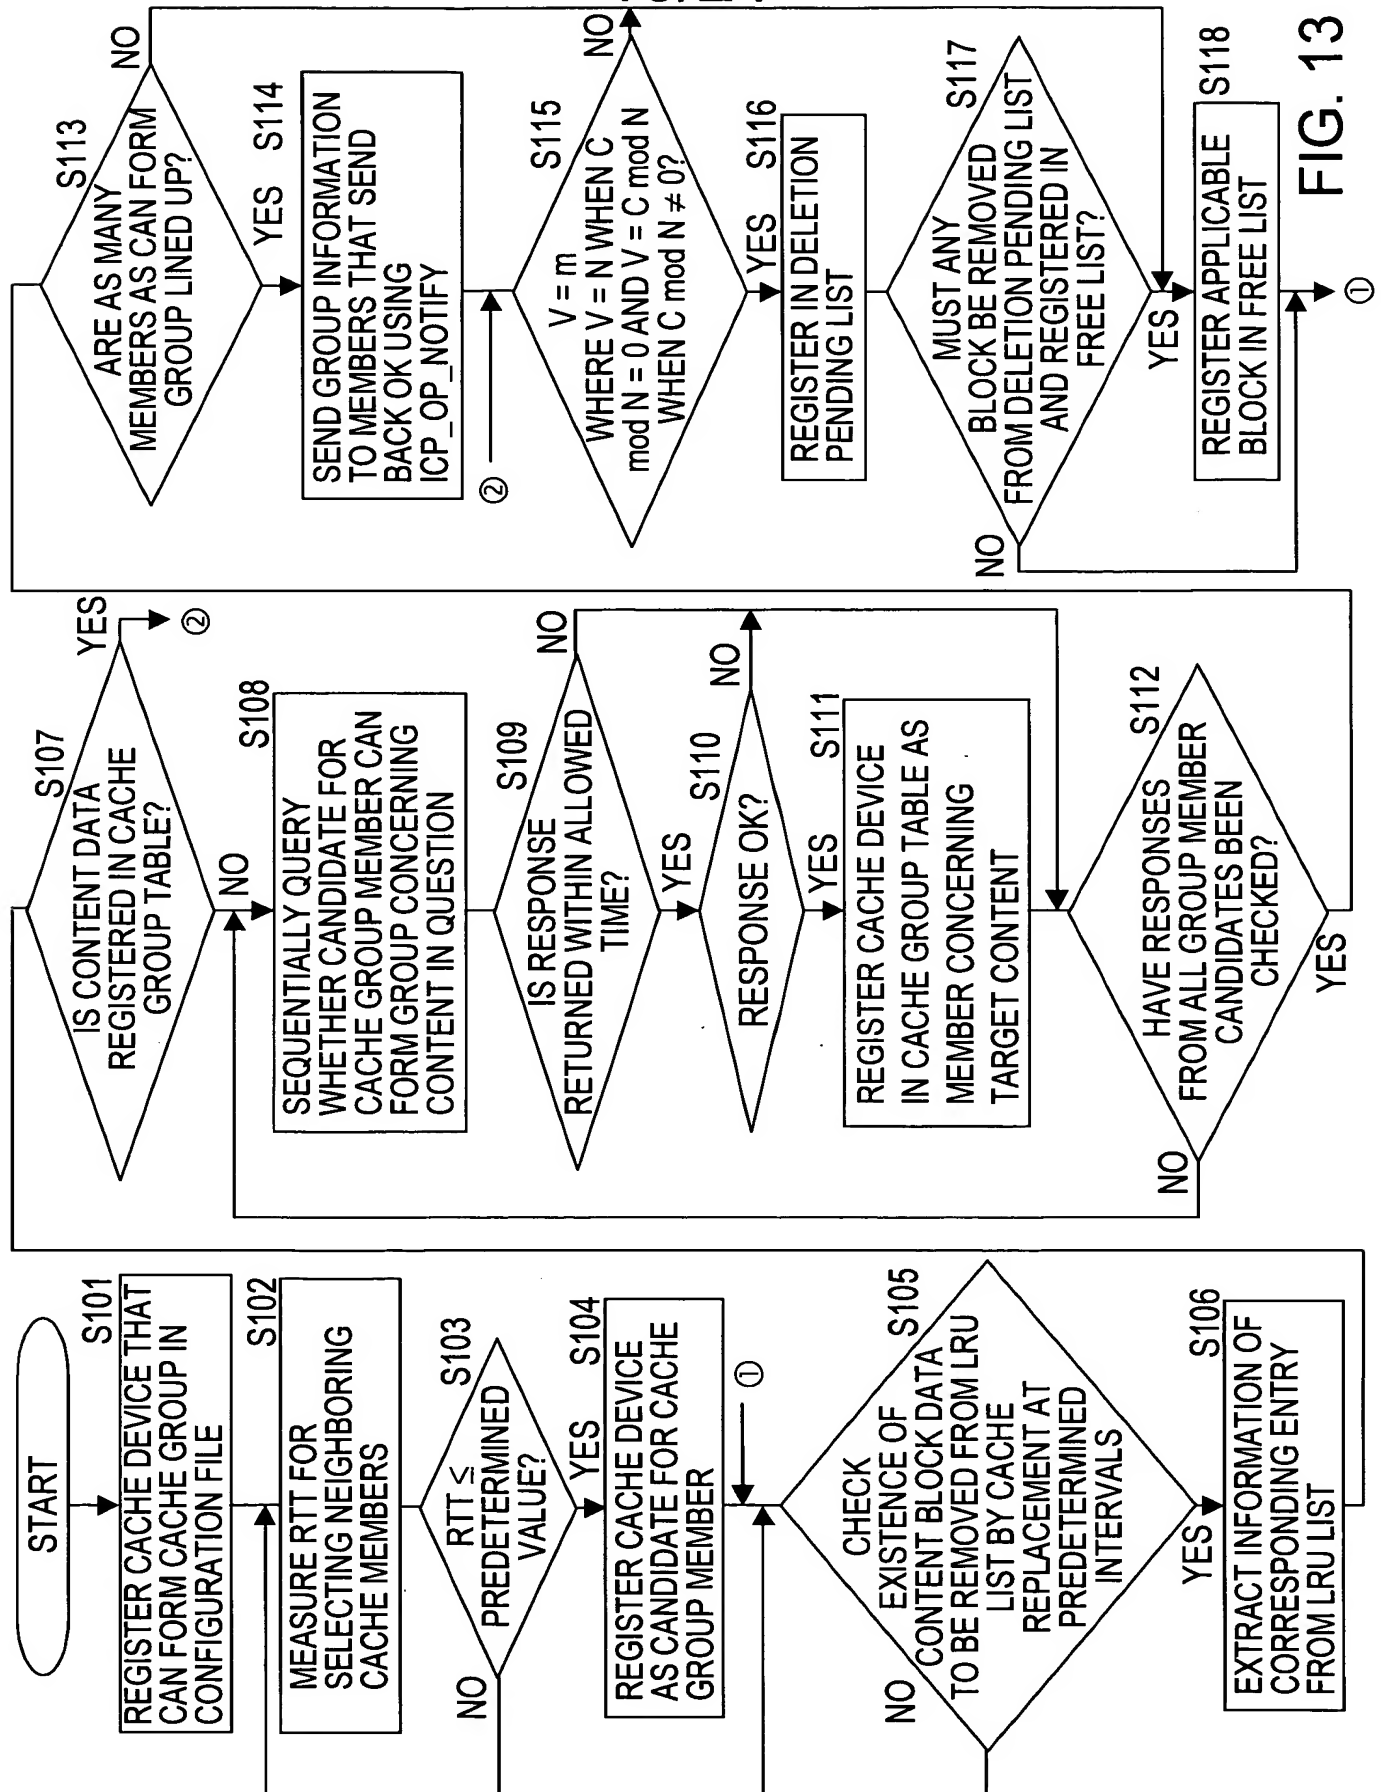 START
S101
REGISTER CACHE DEVICE THAT
CAN FORM CACHE GROUP IN
CONFIGURATION FILE
S102
MEASURE RTT FOR
SELECTING NEIGHBORING
CACHE MEMBERS
S103
RTT ≤
PREDETERMINED
VALUE?
NO
YES
S104
REGISTER CACHE DEVICE
AS CANDIDATE FOR CACHE
GROUP MEMBER
①
S105
CHECK
EXISTENCE OF
CONTENT BLOCK DATA
TO BE REMOVED FROM LRU
LIST BY CACHE
REPLACEMENT AT
PREDETERMINED
INTERVALS
NO
YES
S106
EXTRACT INFORMATION OF
CORRESPONDING ENTRY
FROM LRU LIST
S107
IS CONTENT DATA
REGISTERED IN CACHE
GROUP TABLE?
YES
②
NO
S108
SEQUENTIALLY QUERY
WHETHER CANDIDATE FOR
CACHE GROUP MEMBER CAN
FORM GROUP CONCERNING
CONTENT IN QUESTION
S109
IS RESPONSE
RETURNED WITHIN ALLOWED
TIME?
NO
YES
S110
RESPONSE OK?
NO
YES
S111
REGISTER CACHE DEVICE
IN CACHE GROUP TABLE AS
MEMBER CONCERNING
TARGET CONTENT
S112
HAVE RESPONSES
FROM ALL GROUP MEMBER
CANDIDATES BEEN
CHECKED?
NO
YES
S113
ARE AS MANY
MEMBERS AS CAN FORM
GROUP LINED UP?
NO
YES
S114
SEND GROUP INFORMATION
TO MEMBERS THAT SEND
BACK OK USING
ICP_OP_NOTIFY
②
S115
V = m
WHERE V = N WHEN C
mod N = 0 AND V = C mod N
WHEN C mod N ≠ 0?
NO
YES
S116
REGISTER IN DELETION
PENDING LIST
S117
MUST ANY
BLOCK BE REMOVED
FROM DELETION PENDING LIST
AND REGISTERED IN
FREE LIST?
NO
YES
S118
REGISTER APPLICABLE
BLOCK IN FREE LIST
①
FIG. 13